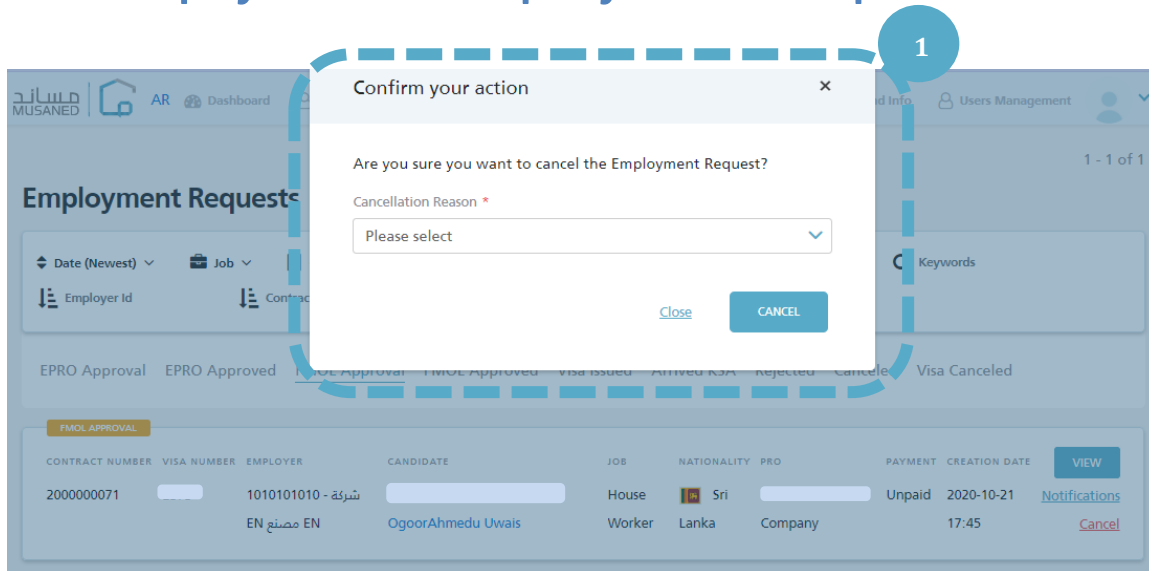 1
Confirm your action ×
مساند
MUSANED
AR Dashboard
Info Users Management
1 - 1 of 1
Are you sure you want to cancel the Employment Request?
Employment Requests
Cancellation Reason *
Please select
Date (Newest) Job Keywords
Employer Id
Close CANCEL
EPRO Approval EPRO Approved FMOL Approval FMOL Approved Visa Issued Arrived KSA Rejected Canceled Visa Canceled
FMOL APPROVAL
CONTRACT NUMBER VISA NUMBER EMPLOYER CANDIDATE JOB NATIONALITY PRO PAYMENT CREATION DATE VIEW
2000000071 1010101010 - شركة House Sri Unpaid 2020-10-21 Notifications
EN مصنع EN OgoorAhmedu Uwais Worker Lanka Company 17:45 Cancel